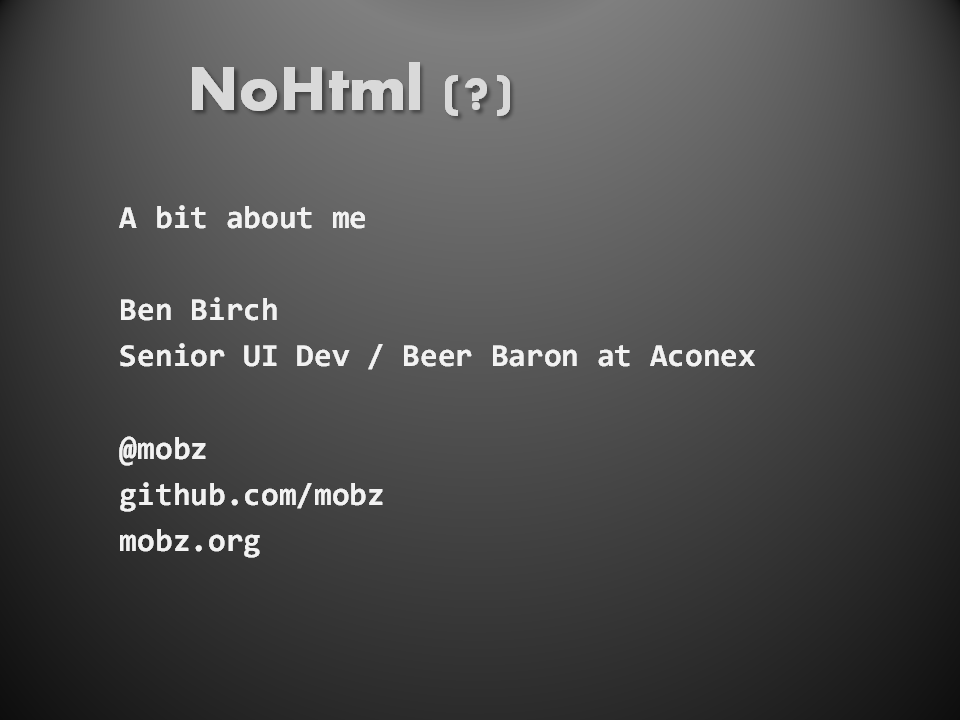 NoHtml (?)
A bit about me
Ben Birch
Senior UI Dev / Beer Baron at Aconex
@mobz
github.com/mobz
mobz.org